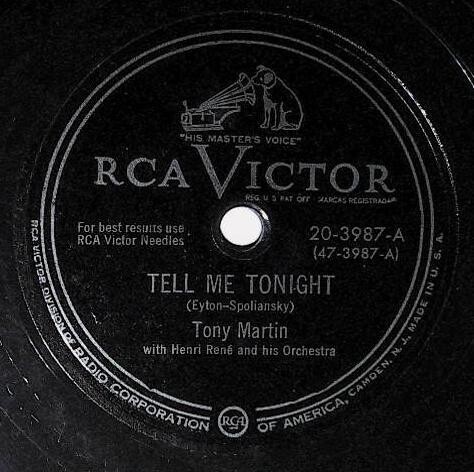 "HIS MASTER'S VOICE"
RCA VICTOR
REG. U S PAT OFF MARCAS REGISTRADAS
For best results use
RCA Victor Needles
20-3987-A
(47-3987-A)
TELL ME TONIGHT
(Eyton-Spoliansky)
Tony Martin
with Henri René and his Orchestra
RCA VICTOR DIVISION OF RADIO CORPORATION RCA OF AMERICA, CAMDEN, N. J. MADE IN U. S. A.